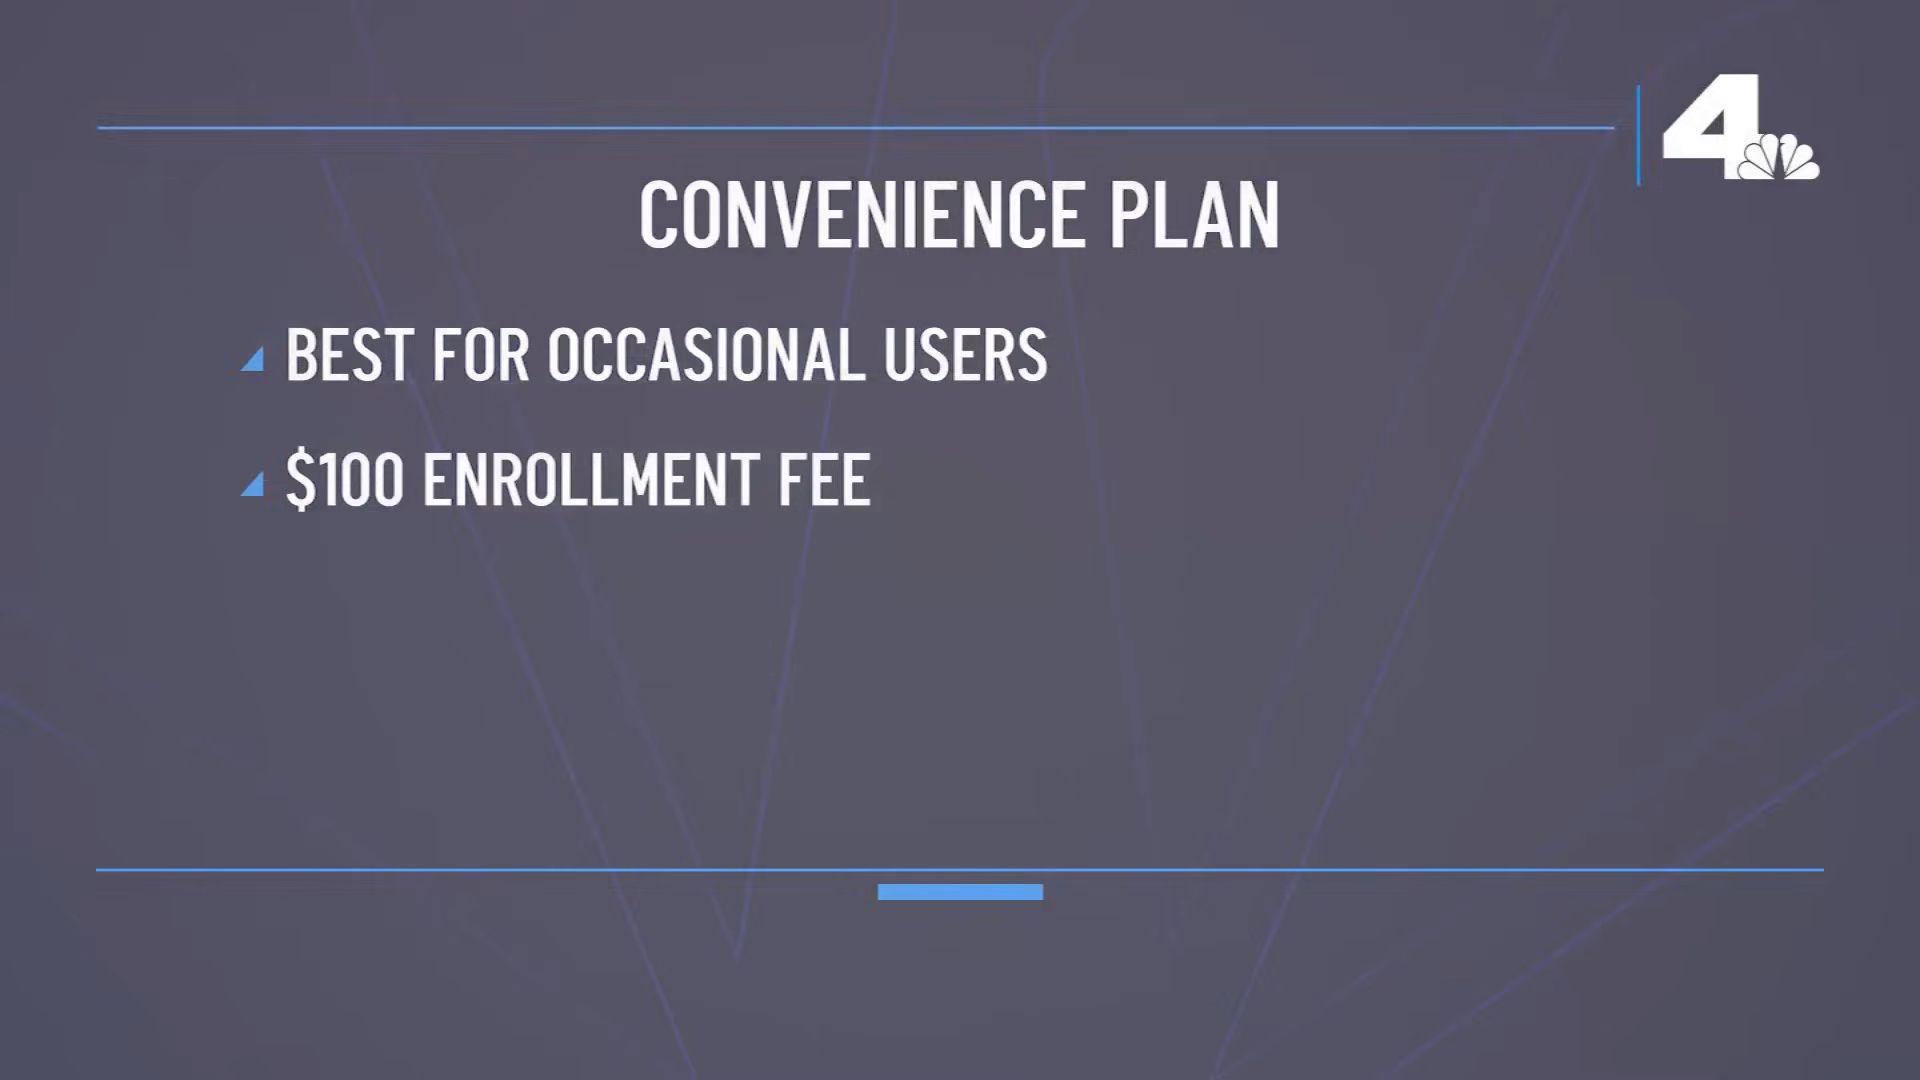 4
CONVENIENCE PLAN
BEST FOR OCCASIONAL USERS
$100 ENROLLMENT FEE